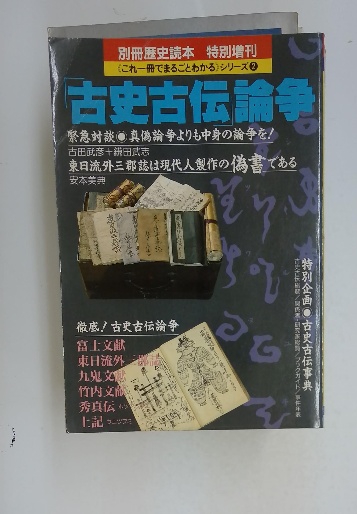 別冊歴史読本 特別増刊
《これ一冊でまるごとわかる》シリーズ②
「古史古伝」論争
緊急対談●真偽論争よりも中身の論争を!
古田武彦+鎌田武志
東日流外三郡誌は現代人製作の偽書である
安本美典
特別企画●古史古伝事典
徹底!古史古伝論争
富士文献
東日流外三郡誌
九鬼文献
竹内文献
秀真伝
上記